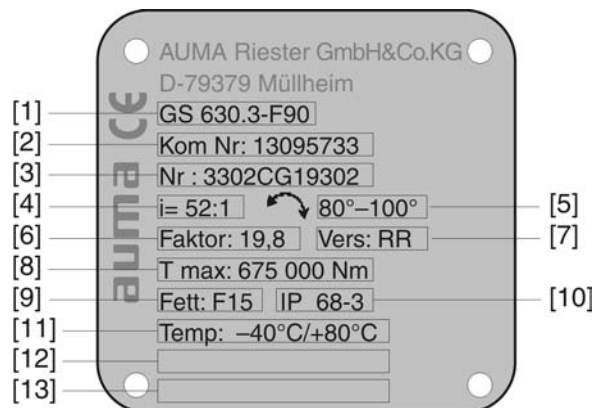 AUMA Riester GmbH&Co.KG
D-79379 Müllheim
auma CE
[1] GS 630.3-F90
[2] Kom Nr: 13095733
[3] Nr : 3302CG19302
[4] i= 52:1 80°–100° [5]
[6] Faktor: 19,8 Vers: RR [7]
[8] T max: 675 000 Nm
[9] Fett: F15 IP 68-3 [10]
[11] Temp: –40°C/+80°C
[12]
[13]